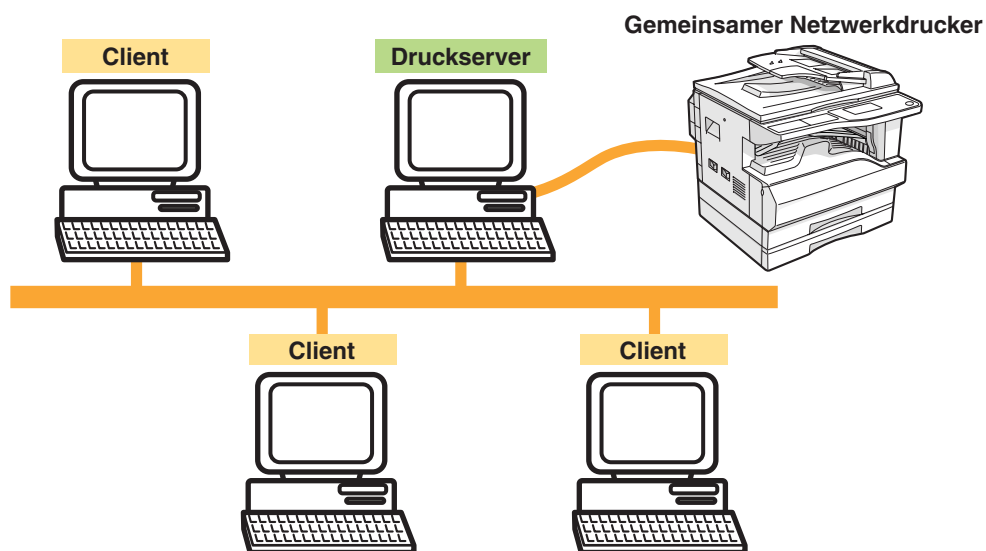 Gemeinsamer Netzwerkdrucker
Client
Druckserver
Client
Client